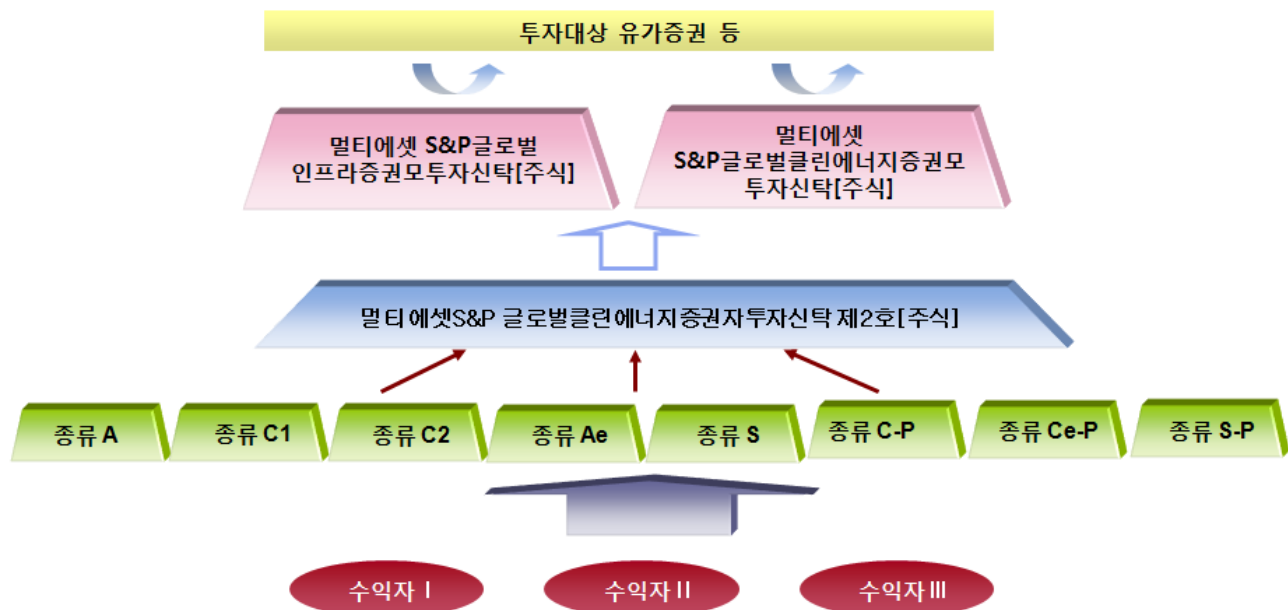 투자대상 유가증권 등
멀티에셋 S&P글로벌
인프라증권모투자신탁[주식]
멀티에셋
S&P글로벌클린에너지증권모
투자신탁[주식]
멀티에셋S&P 글로벌클린에너지증권자투자신탁 제2호[주식]
종류 A
종류 C1
종류 C2
종류 Ae
종류 S
종류 C-P
종류 Ce-P
종류 S-P
수익자 Ⅰ
수익자 Ⅱ
수익자 Ⅲ